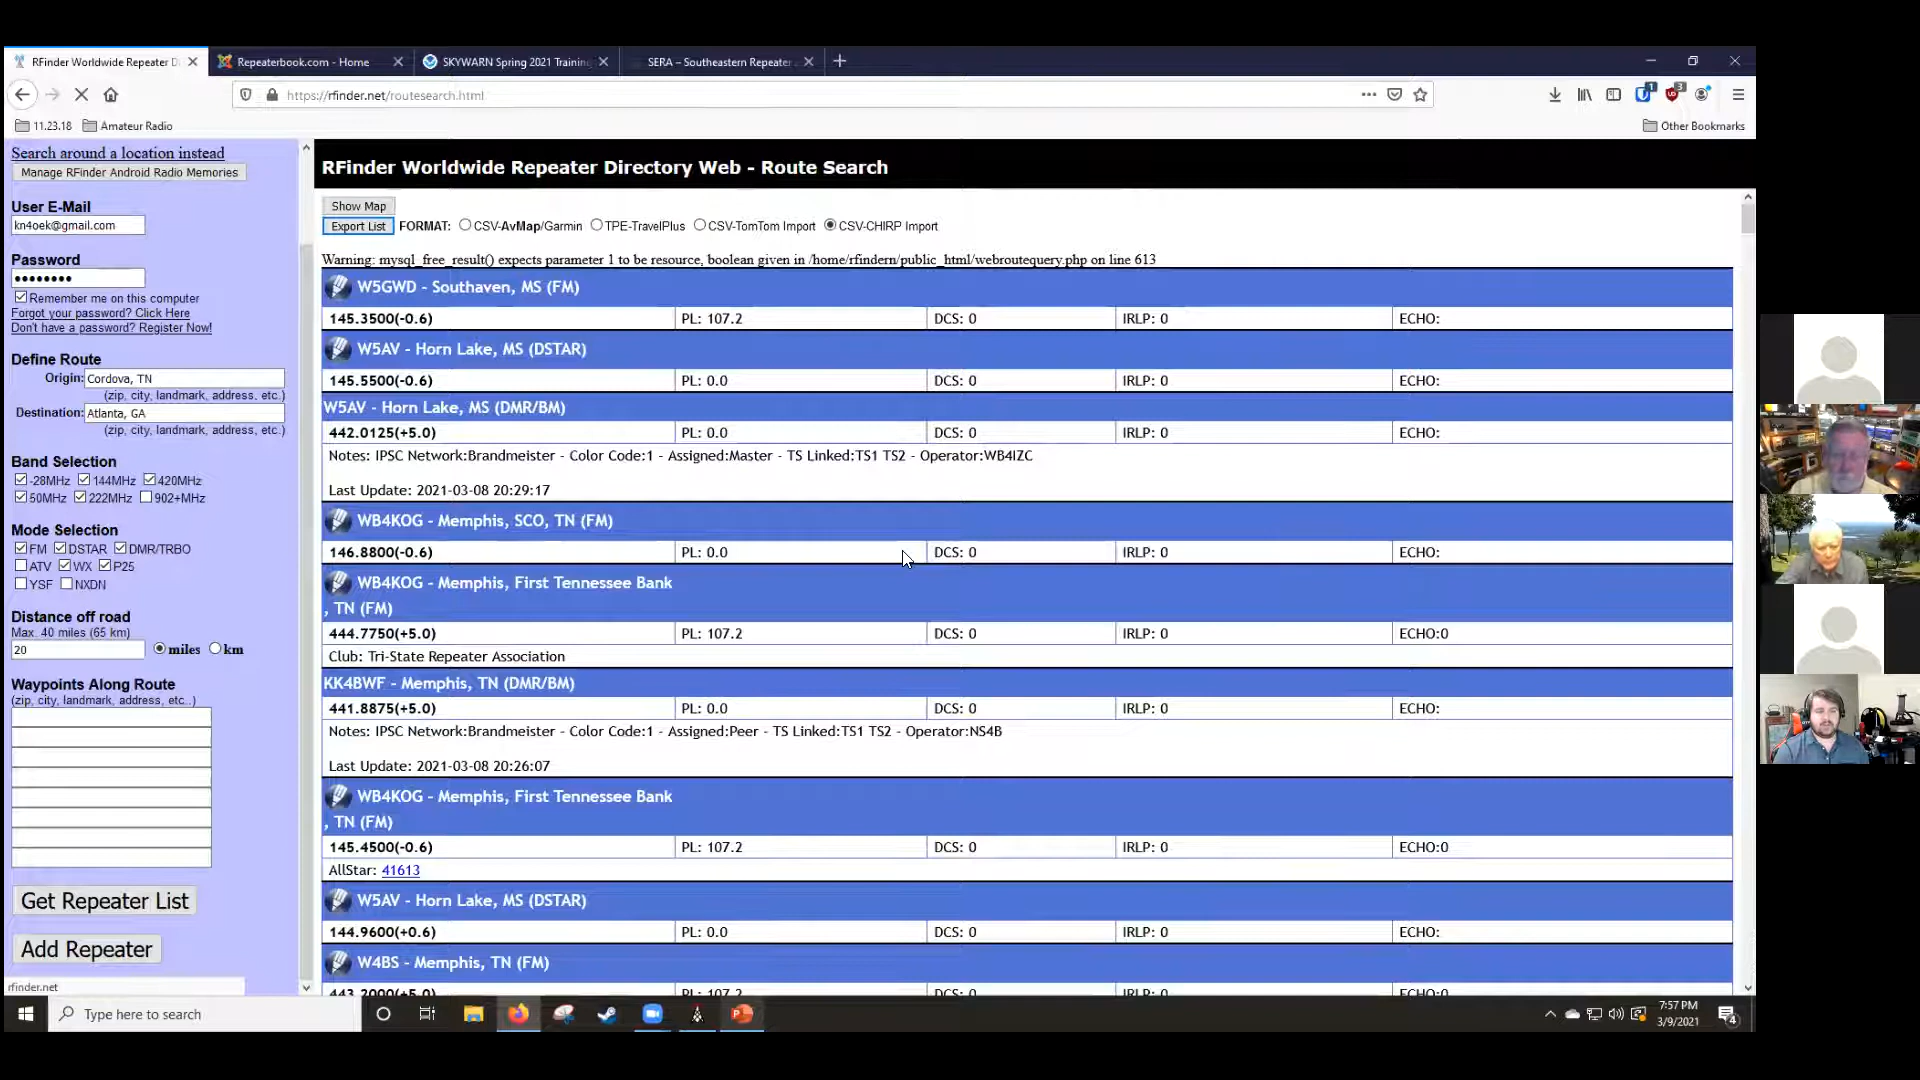 RFinder Worldwide Repeater Di
Repeaterbook.com - Home
SKYWARN Spring 2021 Training
SERA – Southeastern Repeater
https://rfinder.net/routesearch.html
11.23.18
Amateur Radio
Other Bookmarks
Search around a location instead
Manage RFinder Android Radio Memories
User E-Mail
kn4oek@gmail.com
Password
••••••••
Remember me on this computer
Forgot your password? Click Here
Don't have a password? Register Now!
Define Route
Origin: Cordova, TN
(zip, city, landmark, address, etc.)
Destination: Atlanta, GA
(zip, city, landmark, address, etc.)
Band Selection
-28MHz 144MHz 420MHz
50MHz 222MHz 902+MHz
Mode Selection
FM DSTAR DMR/TRBO
ATV WX P25
YSF NXDN
Distance off road
Max. 40 miles (65 km)
20 miles km
Waypoints Along Route
(zip, city, landmark, address, etc..)
Get Repeater List
Add Repeater
rfinder.net
RFinder Worldwide Repeater Directory Web - Route Search
Show Map
Export List FORMAT: CSV-AvMap/Garmin TPE-TravelPlus CSV-TomTom Import CSV-CHIRP Import
Warning: mysql_free_result() expects parameter 1 to be resource, boolean given in /home/rfindern/public_html/webroutequery.php on line 613
W5GWD - Southaven, MS (FM)
145.3500(-0.6) PL: 107.2 DCS: 0 IRLP: 0 ECHO:
W5AV - Horn Lake, MS (DSTAR)
145.5500(-0.6) PL: 0.0 DCS: 0 IRLP: 0 ECHO:
W5AV - Horn Lake, MS (DMR/BM)
442.0125(+5.0) PL: 0.0 DCS: 0 IRLP: 0 ECHO:
Notes: IPSC Network:Brandmeister - Color Code:1 - Assigned:Master - TS Linked:TS1 TS2 - Operator:WB4IZC
Last Update: 2021-03-08 20:29:17
WB4KOG - Memphis, SCO, TN (FM)
146.8800(-0.6) PL: 0.0 DCS: 0 IRLP: 0 ECHO:
WB4KOG - Memphis, First Tennessee Bank
, TN (FM)
444.7750(+5.0) PL: 107.2 DCS: 0 IRLP: 0 ECHO:0
Club: Tri-State Repeater Association
KK4BWF - Memphis, TN (DMR/BM)
441.8875(+5.0) PL: 0.0 DCS: 0 IRLP: 0 ECHO:
Notes: IPSC Network:Brandmeister - Color Code:1 - Assigned:Peer - TS Linked:TS1 TS2 - Operator:NS4B
Last Update: 2021-03-08 20:26:07
WB4KOG - Memphis, First Tennessee Bank
, TN (FM)
145.4500(-0.6) PL: 107.2 DCS: 0 IRLP: 0 ECHO:0
AllStar: 41613
W5AV - Horn Lake, MS (DSTAR)
144.9600(+0.6) PL: 0.0 DCS: 0 IRLP: 0 ECHO:
W4BS - Memphis, TN (FM)
443.2000(+5.0) PL: 107.2 DCS: 0 IRLP: 0 ECHO:0
Type here to search
7:57 PM
3/9/2021
4